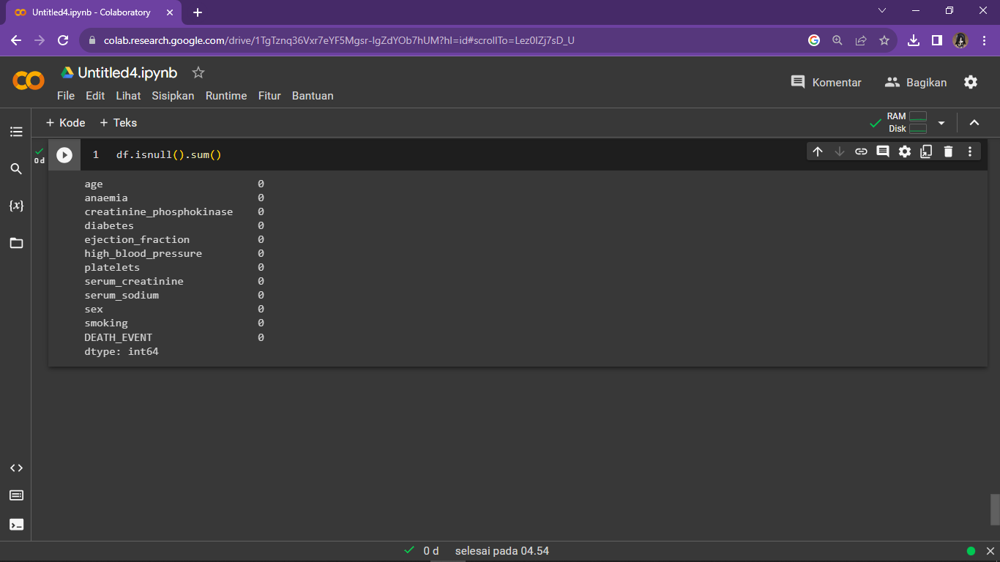 Untitled4.ipynb - Colaboratory
colab.research.google.com/drive/1TgTznq36Vxr7eYF5Mgsr-IgZdYOb7hUM?hl=id#scrollTo=Lez0lZj7sD_U
Untitled4.ipynb
File Edit Lihat Sisipkan Runtime Fitur Bantuan
Komentar Bagikan
+ Kode + Teks
RAM
Disk
0 d
1 df.isnull().sum()
age 0
anaemia 0
creatinine_phosphokinase 0
diabetes 0
ejection_fraction 0
high_blood_pressure 0
platelets 0
serum_creatinine 0
serum_sodium 0
sex 0
smoking 0
DEATH_EVENT 0
dtype: int64
{x}
0 d selesai pada 04.54